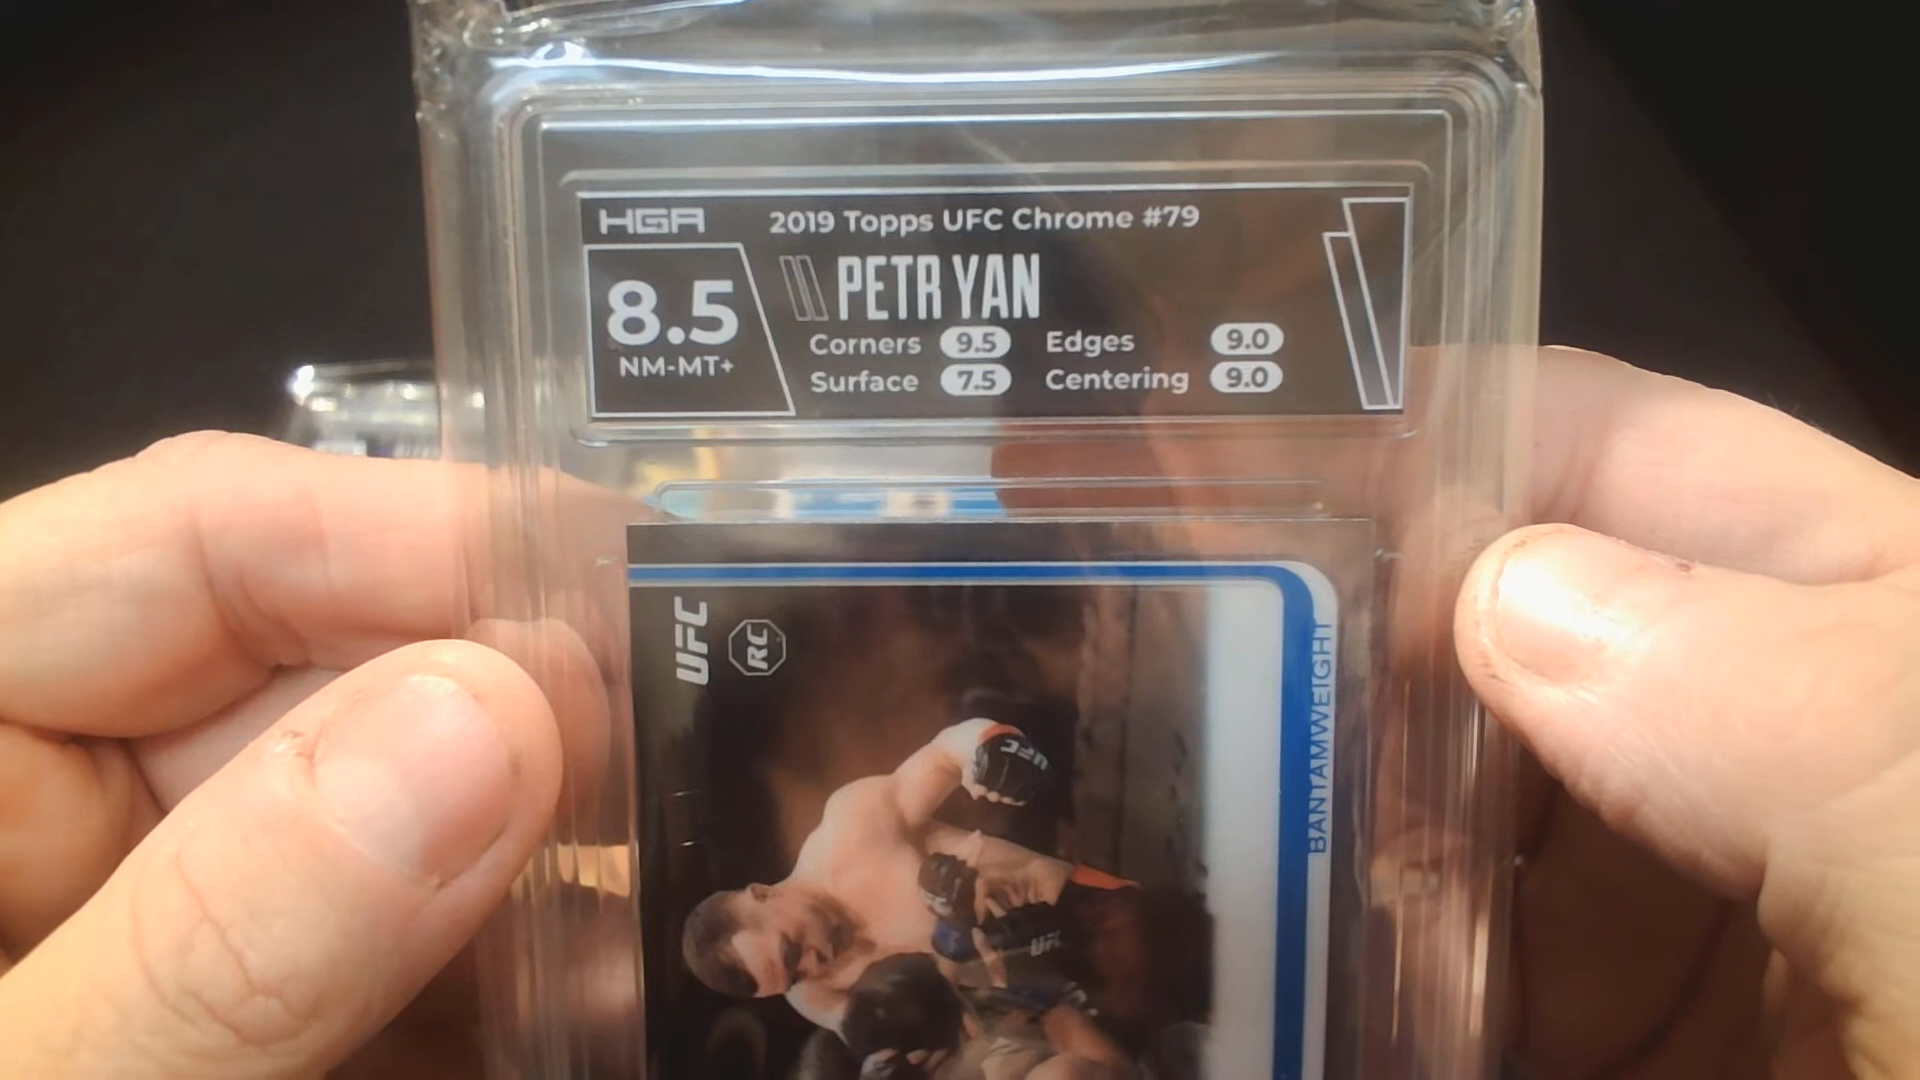 HGA
2019 Topps UFC Chrome #79
8.5
NM-MT+
PETR YAN
Corners 9.5 Edges 9.0
Surface 7.5 Centering 9.0
UFC
RC
BANTAMWEIGHT
UFC
UFC